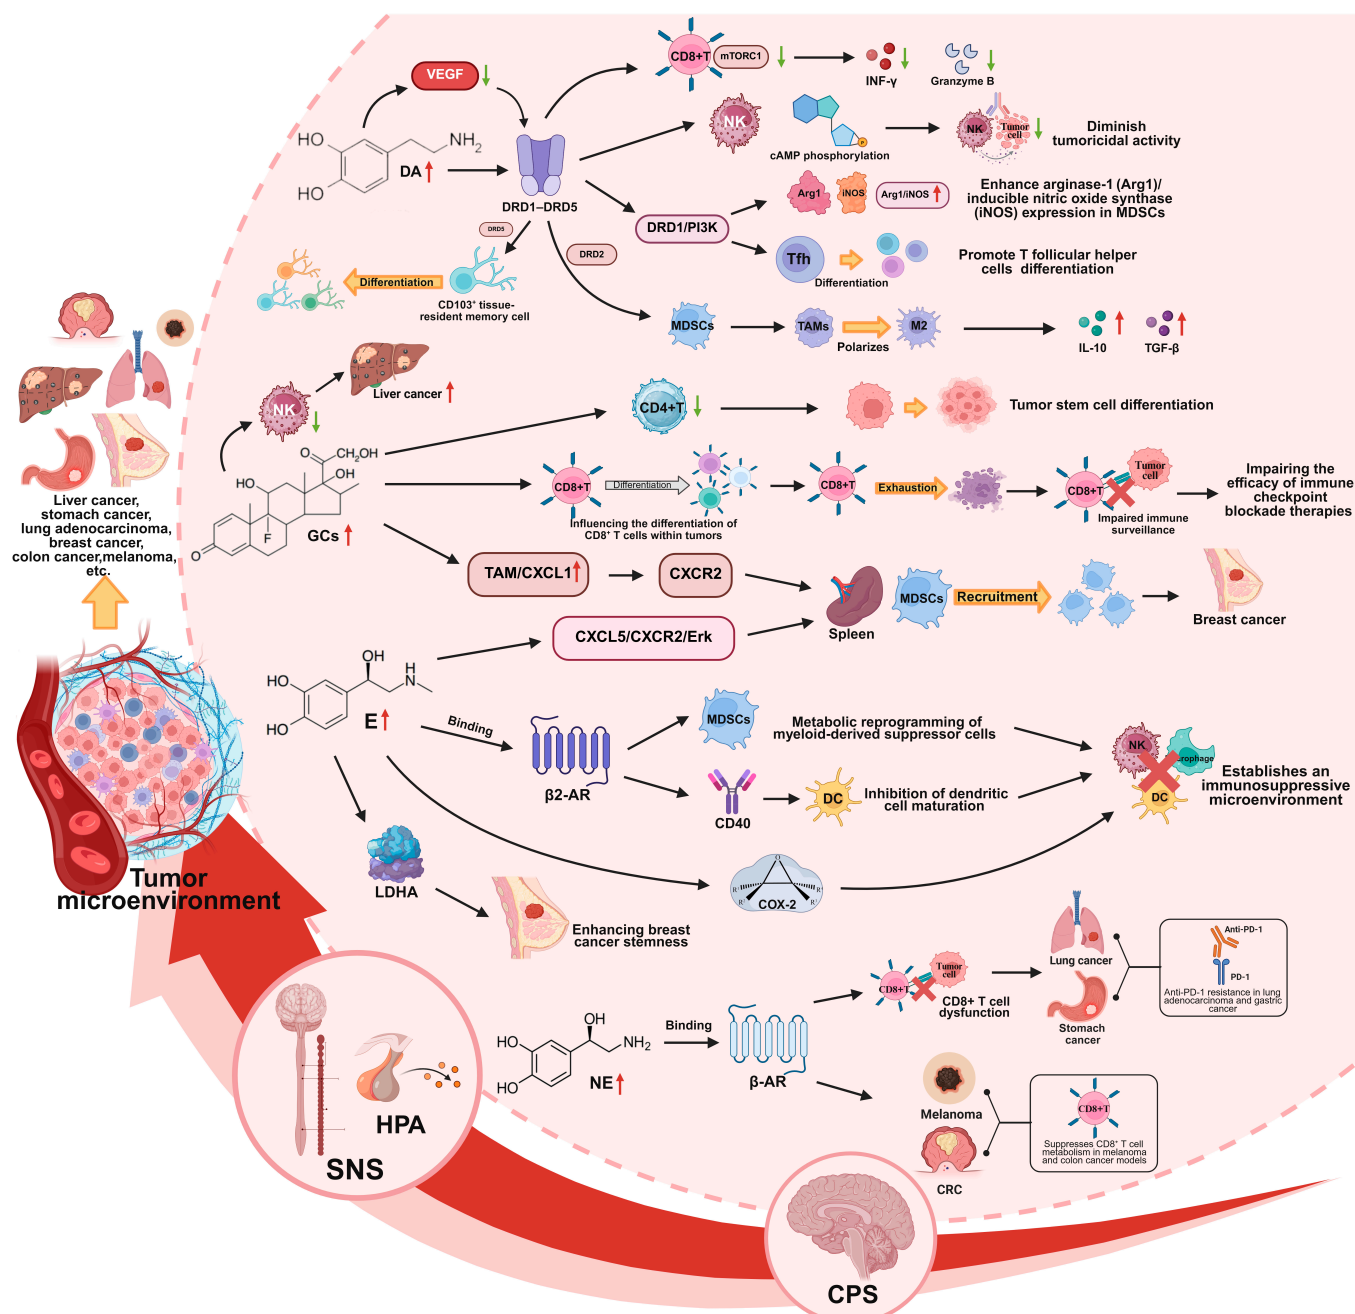 CD8+T
mTORC1
INF-γ
Granzyme B
VEGF
HO
HO
NH2
DA
DRD1–DRD5
NK
cAMP phosphorylation
P
NK
Tumor
cell
Diminish
tumoricidal activity
DRD1/PI3K
Arg1
iNOS
Arg1/iNOS
Enhance arginase-1 (Arg1)/
inducible nitric oxide synthase
(iNOS) expression in MDSCs
Tfh
Differentiation
Promote T follicular helper
cells differentiation
DRD5
DRD2
Differentiation
CD103+ tissue-
resident memory cell
MDSCs
TAMs
Polarizes
M2
IL-10
TGF-β
Liver cancer
NK
CD4+T
Tumor stem cell differentiation
O
CH2OH
OH
HO
F
O
GCs
CD8+T
Differentiation
Influencing the differentiation of
CD8+ T cells within tumors
CD8+T
Exhaustion
CD8+T
Tumor
cell
Impaired immune
surveillance
Impairing the
efficacy of immune
checkpoint
blockade therapies
TAM/CXCL1
CXCR2
Spleen
MDSCs
Recruitment
Breast cancer
CXCL5/CXCR2/Erk
Liver cancer,
stomach cancer,
lung adenocarcinoma,
breast cancer,
colon cancer,melanoma,
etc.
OH
HO
HO
H
N
E
Binding
β2-AR
MDSCs
Metabolic reprogramming of
myeloid-derived suppressor cells
CD40
DC
Inhibition of dendritic
cell maturation
NK
rophage
DC
Establishes an
immunosuppressive
microenvironment
LDHA
Enhancing breast
cancer stemness
O
R1
R2
R3
R4
COX-2
Tumor
microenvironment
OH
HO
HO
NH2
NE
Binding
β-AR
CD8+T
Tumor
cell
CD8+ T cell
dysfunction
Lung cancer
Stomach
cancer
Anti-PD-1
PD-1
Anti-PD-1 resistance in lung
adenocarcinoma and gastric
cancer
Melanoma
CRC
CD8+T
Suppresses CD8+ T cell
metabolism in melanoma
and colon cancer models
HPA
SNS
CPS